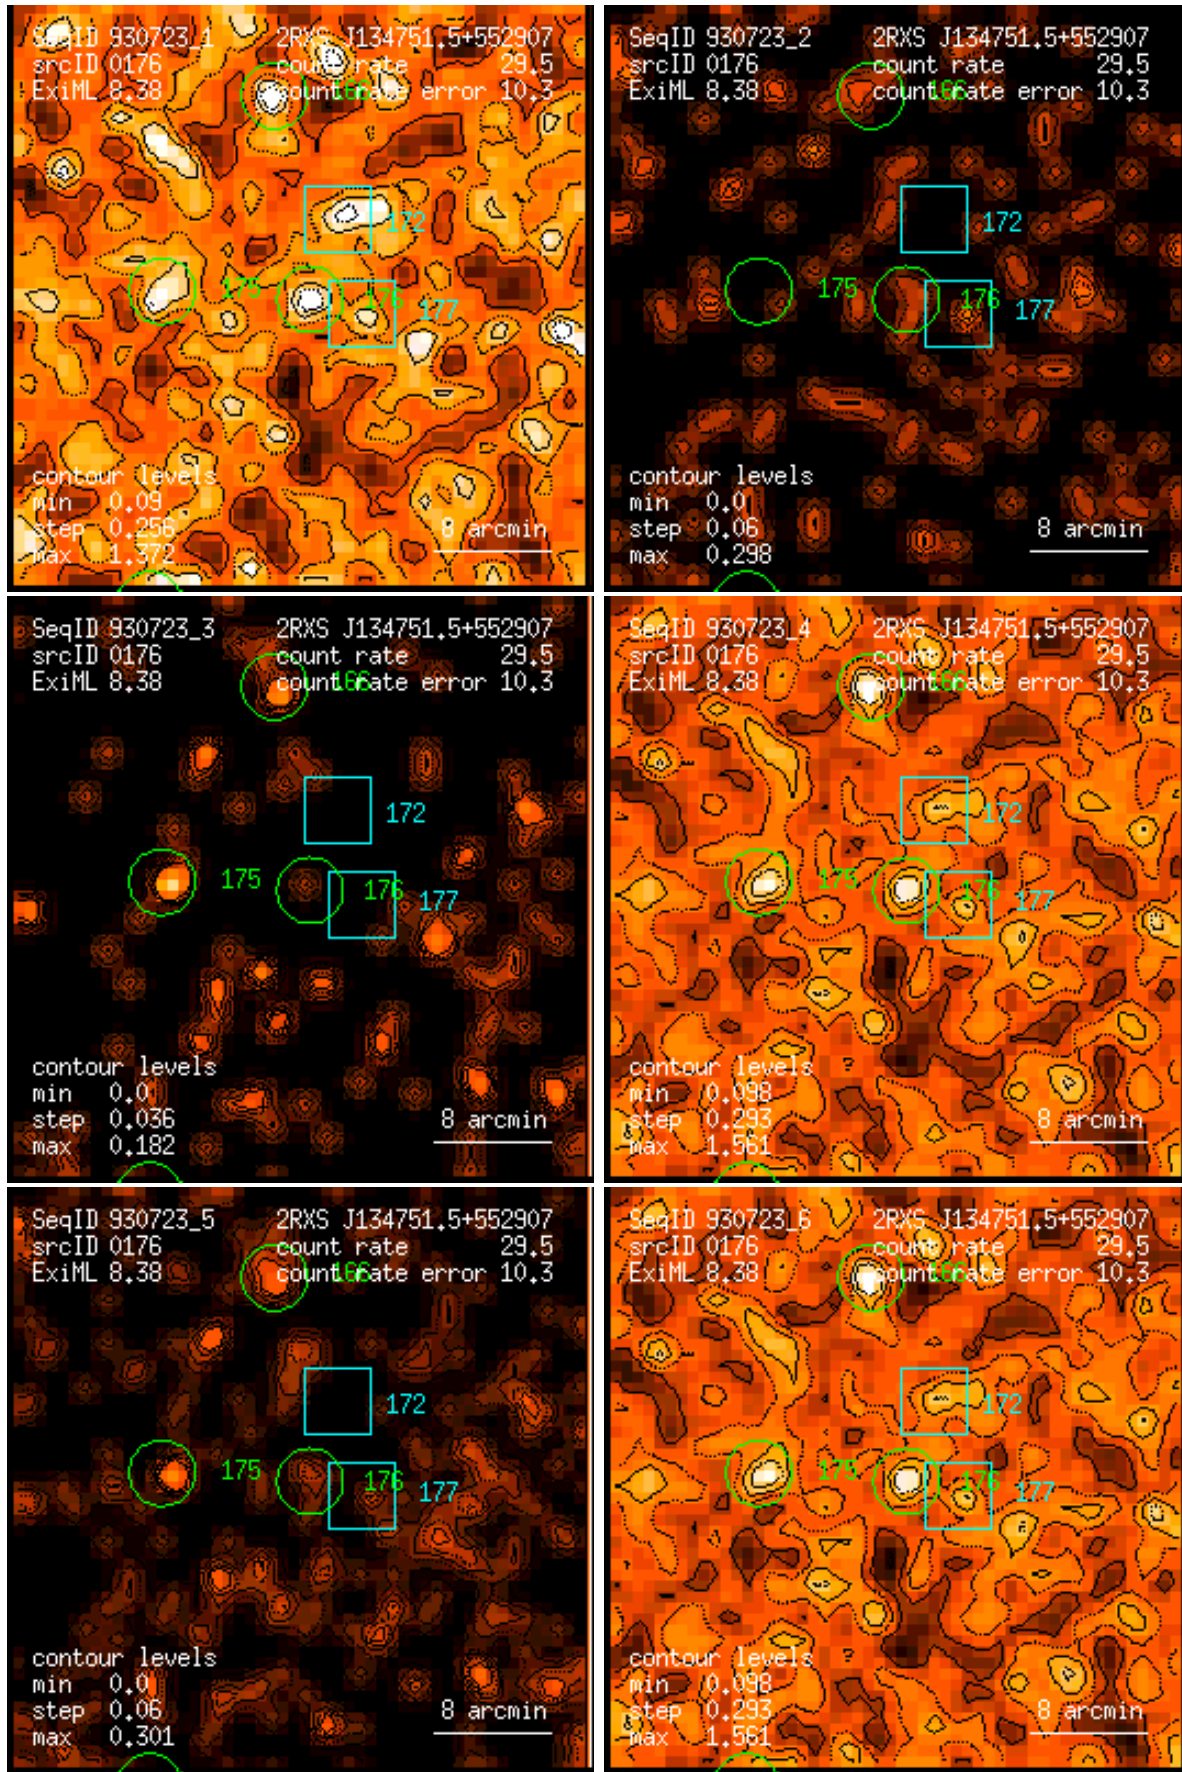 SeqID 930723_1 2RXS J134751.5+552907
srcID 0176 count rate 29.5
ExiML 8.38 count rate error 10.3
166
172
175
176
177
contour levels
min 0.09
step 0.256 8 arcmin
max 1.372
SeqID 930723_2 2RXS J134751.5+552907
srcID 0176 count rate 29.5
ExiML 8.38 count rate error 10.3
166
172
175
176
177
contour levels
min 0.0
step 0.06 8 arcmin
max 0.298
SeqID 930723_3 2RXS J134751.5+552907
srcID 0176 count rate 29.5
ExiML 8.38 count rate error 10.3
166
172
175
176
177
contour levels
min 0.0
step 0.036 8 arcmin
max 0.182
SeqID 930723_4 2RXS J134751.5+552907
srcID 0176 count rate 29.5
ExiML 8.38 count rate error 10.3
166
172
175
176
177
contour levels
min 0.098
step 0.293 8 arcmin
max 1.561
SeqID 930723_5 2RXS J134751.5+552907
srcID 0176 count rate 29.5
ExiML 8.38 count rate error 10.3
166
172
175
176
177
contour levels
min 0.0
step 0.06 8 arcmin
max 0.301
SeqID 930723_6 2RXS J134751.5+552907
srcID 0176 count rate 29.5
ExiML 8.38 count rate error 10.3
166
172
175
176
177
contour levels
min 0.098
step 0.293 8 arcmin
max 1.561